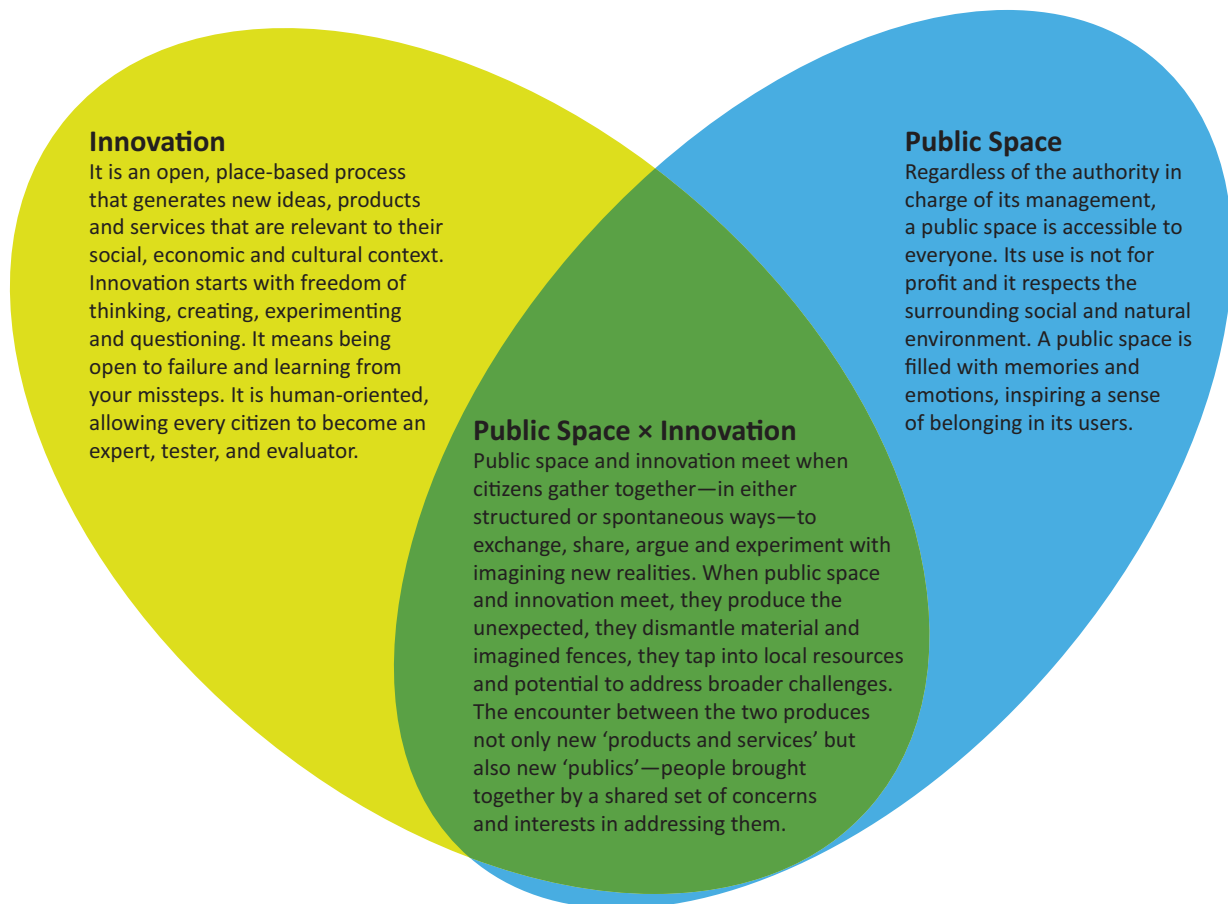 Innovation
It is an open, place-based process
that generates new ideas, products
and services that are relevant to their
social, economic and cultural context.
Innovation starts with freedom of
thinking, creating, experimenting
and questioning. It means being
open to failure and learning from
your missteps. It is human-oriented,
allowing every citizen to become an
expert, tester, and evaluator.
Public Space
Regardless of the authority in
charge of its management,
a public space is accessible to
everyone. Its use is not for
profit and it respects the
surrounding social and natural
environment. A public space is
filled with memories and
emotions, inspiring a sense
of belonging in its users.
Public Space × Innovation
Public space and innovation meet when
citizens gather together—in either
structured or spontaneous ways—to
exchange, share, argue and experiment with
imagining new realities. When public space
and innovation meet, they produce the
unexpected, they dismantle material and
imagined fences, they tap into local resources
and potential to address broader challenges.
The encounter between the two produces
not only new ‘products and services’ but
also new ‘publics’—people brought
together by a shared set of concerns
and interests in addressing them.